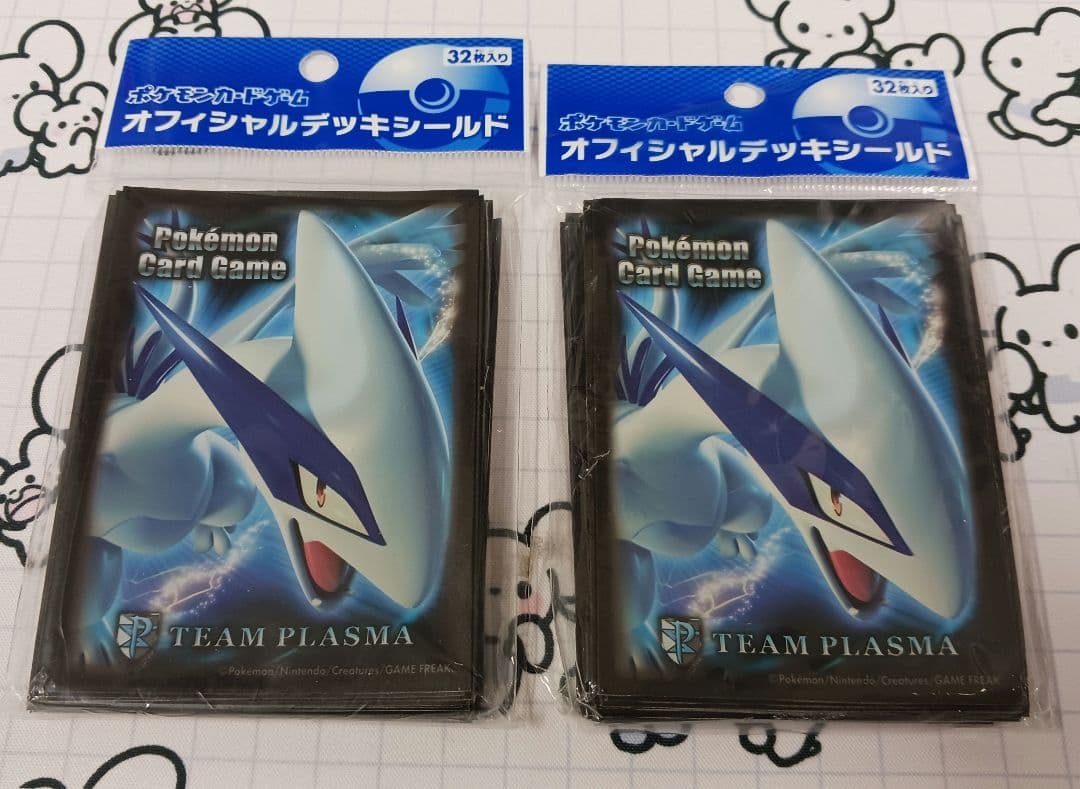 32枚入り
ポケモンカードゲーム
オフィシャルデッキシールド
Pokémon
Card Game
TEAM PLASMA
©Pokémon/Nintendo/Creatures/GAME FREAK
32枚入り
ポケモンカードゲーム
オフィシャルデッキシールド
Pokémon
Card Game
TEAM PLASMA
©Pokémon/Nintendo/Creatures/GAME FREAK